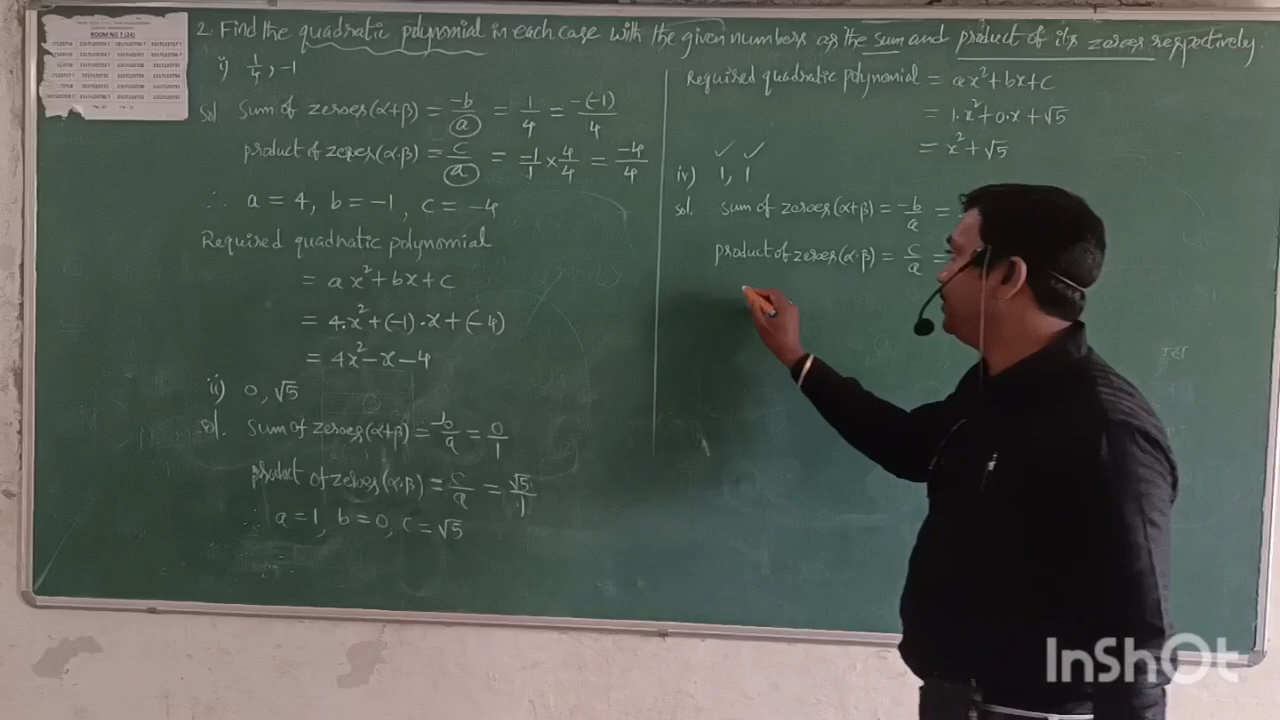 2. Find the quadratic polynomial in each case with the given numbers as the sum and product of its zeroes respectively.
i) 1/4, -1
Sol Sum of zeroes(α+β) = -b/a = 1/4 = -(-1)/4
product of zeroes(α·β) = c/a = -1/1 × 4/4 = -4/4
∴ a = 4, b = -1, c = -4
Required quadratic polynomial
= ax²+bx+c
= 4·x²+(-1)·x+(-4)
= 4x²-x-4
ii) 0, √5
Sol. Sum of zeroes(α+β) = -b/a = 0/1
product of zeroes(α·β) = c/a = √5/1
∴ a=1, b=0, c=√5
Required quadratic polynomial = ax²+bx+c
= 1·x²+0·x+√5
= x²+√5
iv) 1, 1
Sol. Sum of zeroes(α+β) = -b/a =
product of zeroes(α·β) = c/a =
ROOM NO 7 (24)
InShOt